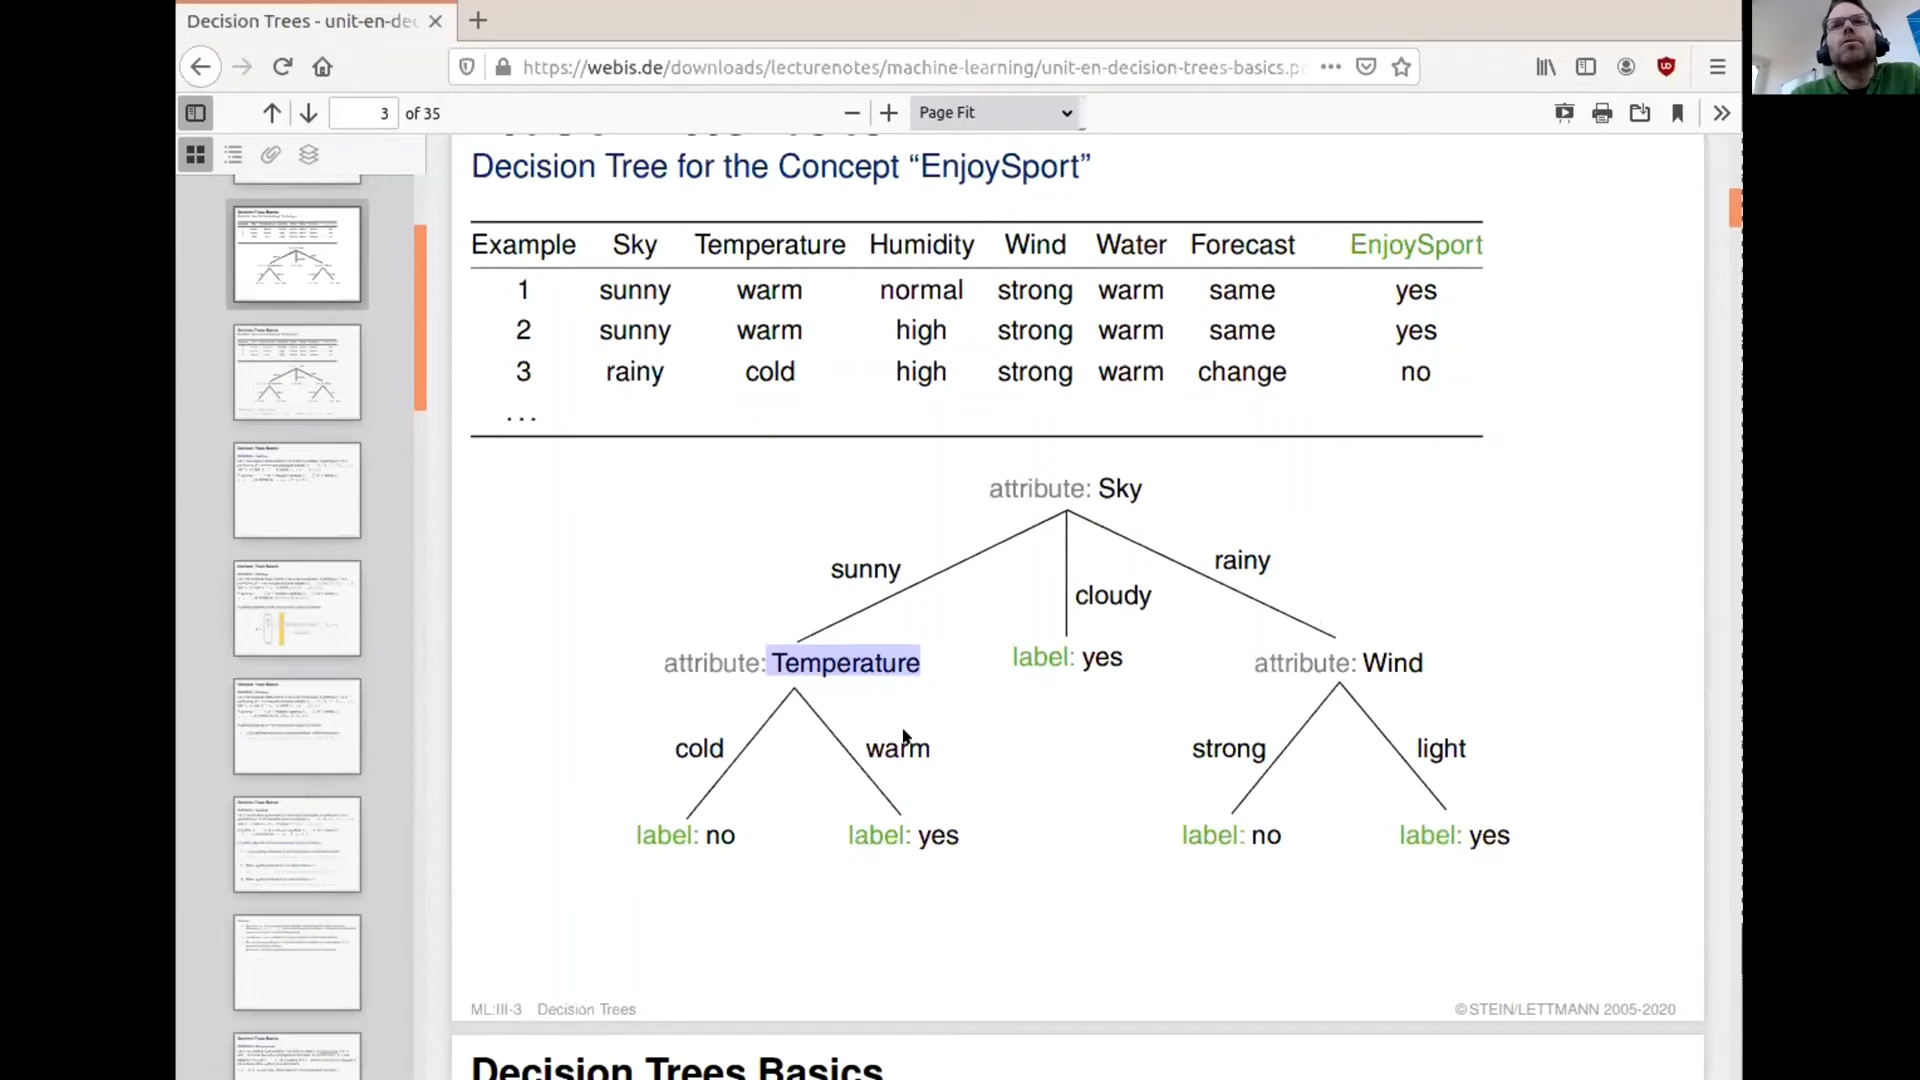 Decision Trees - unit-en-dec
https://webis.de/downloads/lecturenotes/machine-learning/unit-en-decision-trees-basics.p
3 of 35
Page Fit
Decision Tree for the Concept “EnjoySport”
Example Sky Temperature Humidity Wind Water Forecast EnjoySport
1 sunny warm normal strong warm same yes
2 sunny warm high strong warm same yes
3 rainy cold high strong warm change no
...
attribute: Sky
sunny
cloudy
rainy
attribute: Temperature
label: yes
attribute: Wind
cold
warm
strong
light
label: no
label: yes
label: no
label: yes
ML:III-3 Decision Trees
© STEIN/LETTMANN 2005-2020
Decision Trees Basics